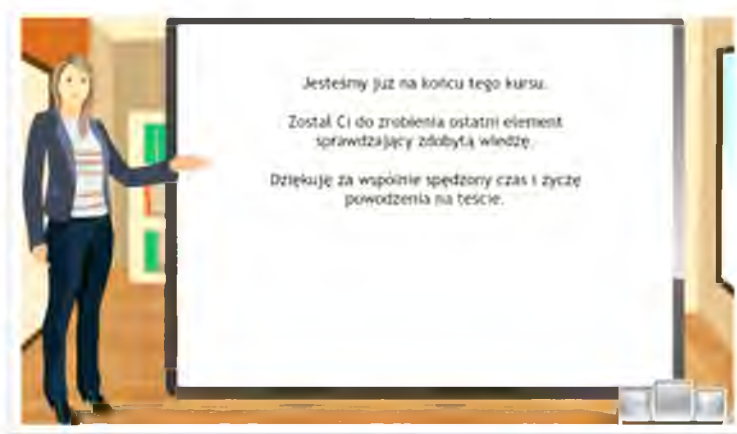 Jesteśmy już na końcu tego kursu.
Został Ci do zrobienia ostatni element
sprawdzający zdobytą wiedzę.
Dziękuję za wspólnie spędzony czas i życzę
powodzenia na teście.